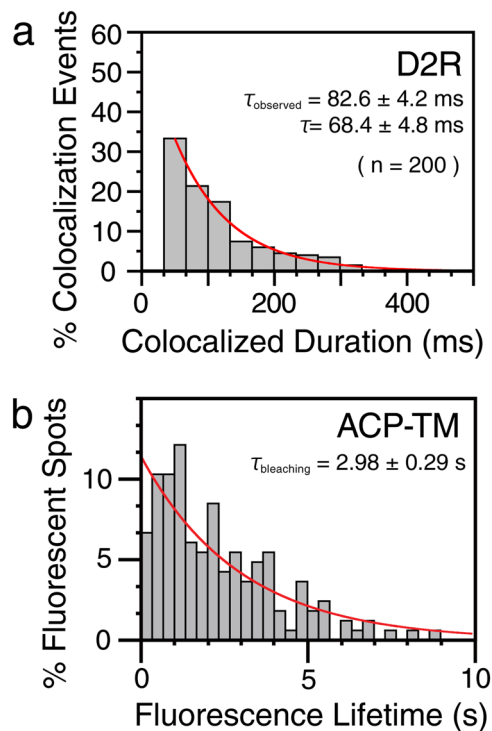 a
60
50
40
30
20
10
0
% Colocalization Events
D2R
τobserved = 82.6 ± 4.2 ms
τ= 68.4 ± 4.8 ms
( n = 200 )
0 200 400
Colocalized Duration (ms)
b
10
5
0
% Fluorescent Spots
ACP-TM
τbleaching = 2.98 ± 0.29 s
0 5 10
Fluorescence Lifetime (s)